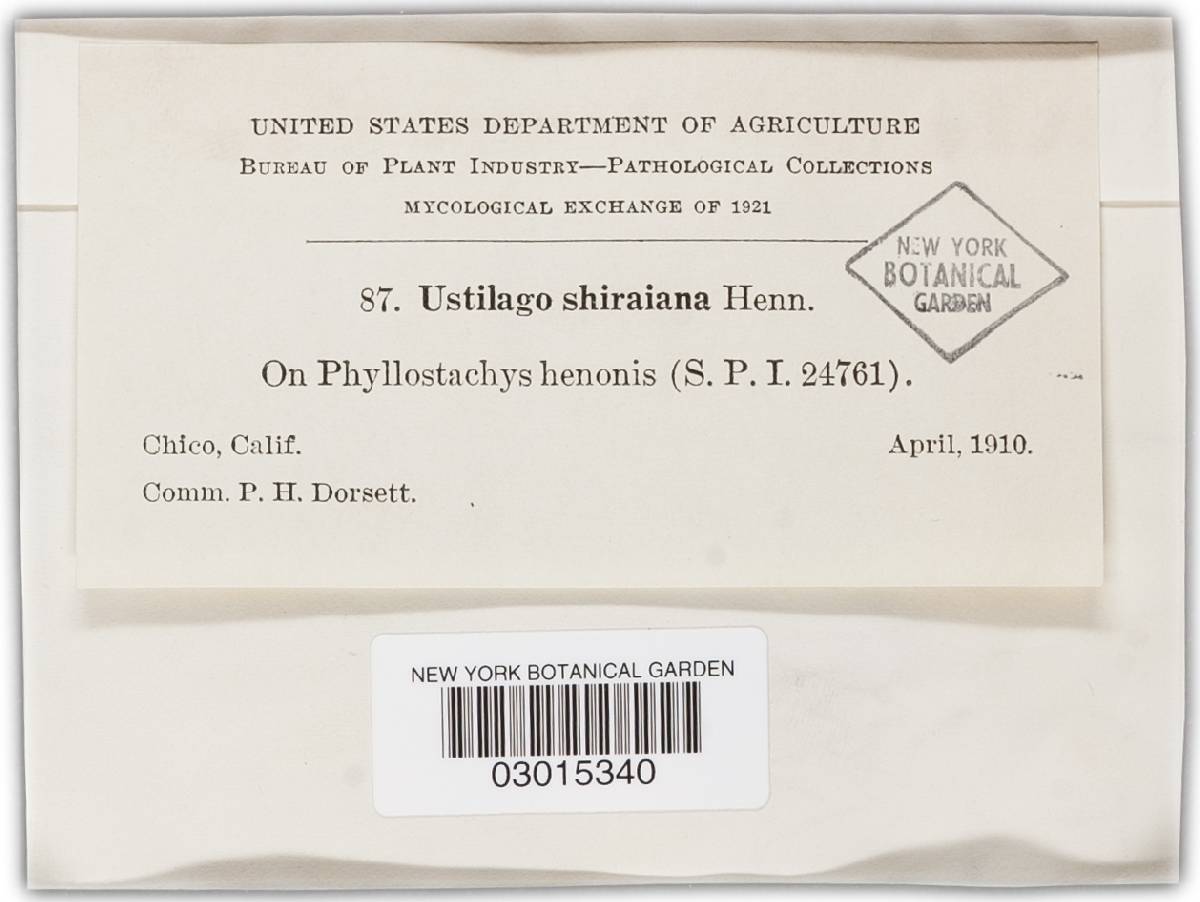 UNITED STATES DEPARTMENT OF AGRICULTURE
BUREAU OF PLANT INDUSTRY—PATHOLOGICAL COLLECTIONS
MYCOLOGICAL EXCHANGE OF 1921
NEW YORK
BOTANICAL
GARDEN
87. Ustilago shiraiana Henn.
On Phyllostachys henonis (S. P. I. 24761).
Chico, Calif. April, 1910.
Comm. P. H. Dorsett.
NEW YORK BOTANICAL GARDEN
03015340